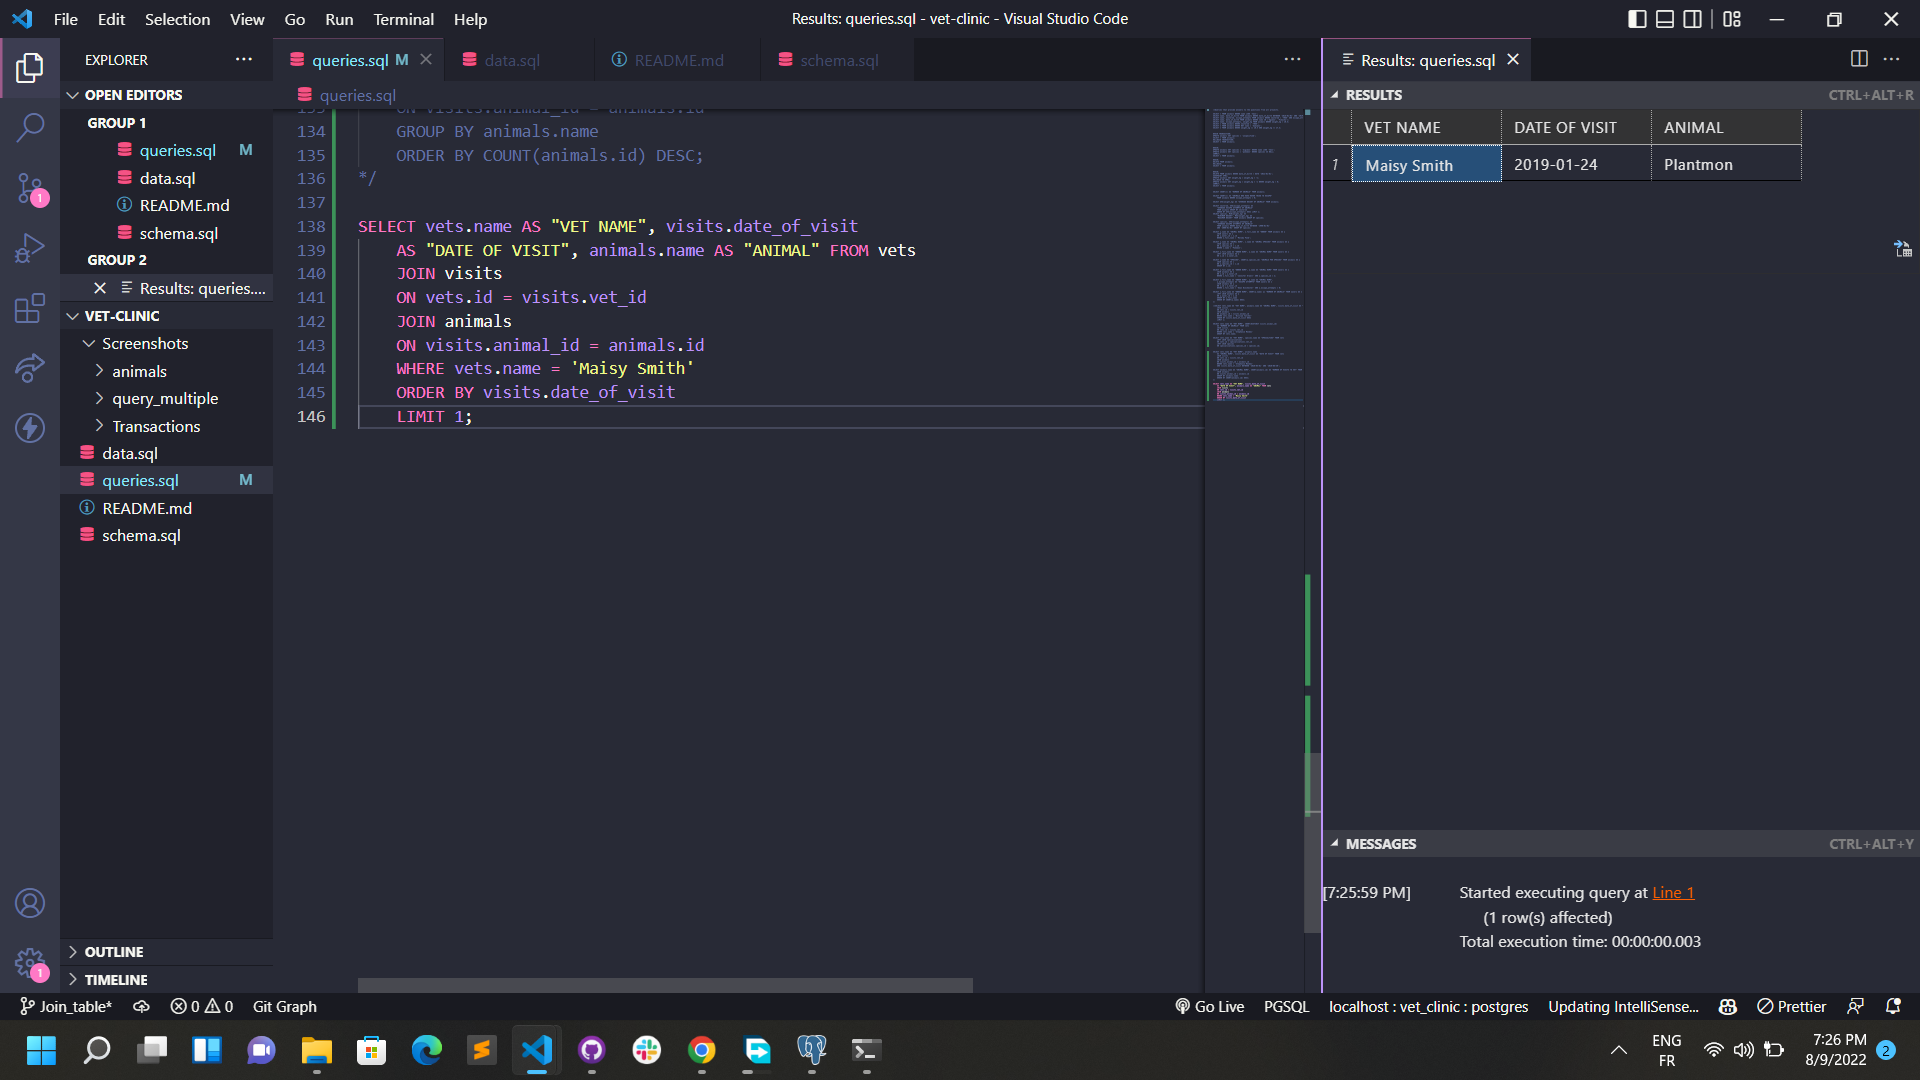 File Edit Selection View Go Run Terminal Help
Results: queries.sql - vet-clinic - Visual Studio Code
EXPLORER
OPEN EDITORS
GROUP 1
queries.sql M
data.sql
README.md
schema.sql
GROUP 2
Results: queries....
VET-CLINIC
Screenshots
animals
query_multiple
Transactions
data.sql
queries.sql M
README.md
schema.sql
OUTLINE
TIMELINE
1
1
queries.sql M
data.sql
README.md
schema.sql
queries.sql
133 ON visits.animal_id = animals.id
134 GROUP BY animals.name
135 ORDER BY COUNT(animals.id) DESC;
136 */
137
138 SELECT vets.name AS "VET NAME", visits.date_of_visit
139 AS "DATE OF VISIT", animals.name AS "ANIMAL" FROM vets
140 JOIN visits
141 ON vets.id = visits.vet_id
142 JOIN animals
143 ON visits.animal_id = animals.id
144 WHERE vets.name = 'Maisy Smith'
145 ORDER BY visits.date_of_visit
146 LIMIT 1;
Results: queries.sql
RESULTS CTRL+ALT+R
VET NAME DATE OF VISIT ANIMAL
1 Maisy Smith 2019-01-24 Plantmon
MESSAGES CTRL+ALT+Y
[7:25:59 PM] Started executing query at Line 1
(1 row(s) affected)
Total execution time: 00:00:00.003
Join_table* 0 0 Git Graph
Go Live PGSQL localhost : vet_clinic : postgres Updating IntelliSense... Prettier
ENG
FR
7:26 PM
8/9/2022
2